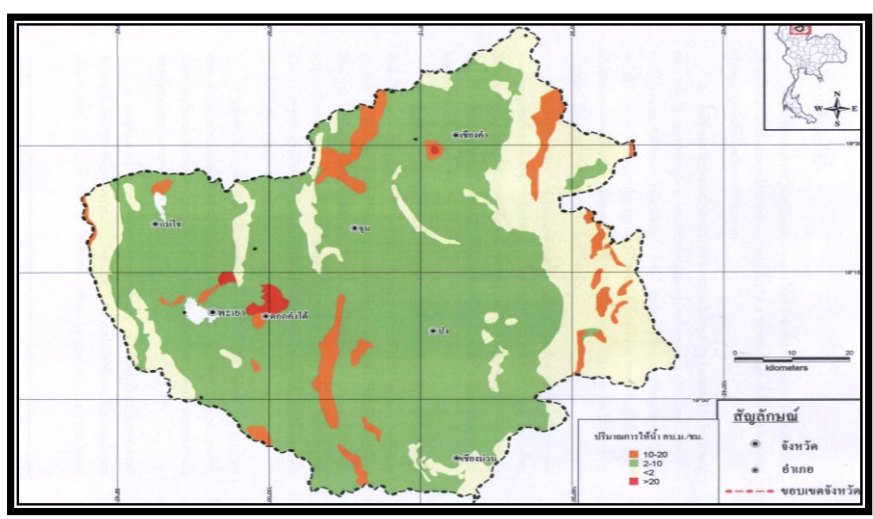 N
W E
S
เชียงคำ
แม่ใจ
จุน
พะเยา
ดอกคำใต้
ปง
เชียงม่วน
0 10 20
kilometers
ปริมาณการให้น้ำ ลบ.ม./ชม.
10-20
2-10
<2
>20
สัญลักษณ์
จังหวัด
อำเภอ
ขอบเขตจังหวัด